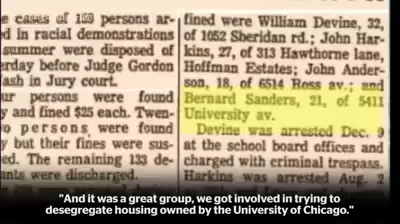 cases of 159 persons ar-
ed in racial demonstrations
summer were disposed of
erday before Judge Gordon
ash in Jury court.
ur persons were found
y and fined $25 each. Twen-
wo persons were found
y but their fines were sus-
ed. The remaining 133 de-
nts were discharged.
fined were William Devine, 32,
of 1052 Sheridan rd.; John Har-
kins, 27, of 313 Hawthorne lane,
Hoffman Estates; John Ander-
son, 18, of 6514 Ross av.; and
Bernard Sanders, 21, of 5411
University av.
Devine was arrested Dec. 9
at the school board offices and
charged with criminal trespass.
Harkins was arrested Aug. 2
"And it was a great group, we got involved in trying to
desegregate housing owned by the University of Chicago."